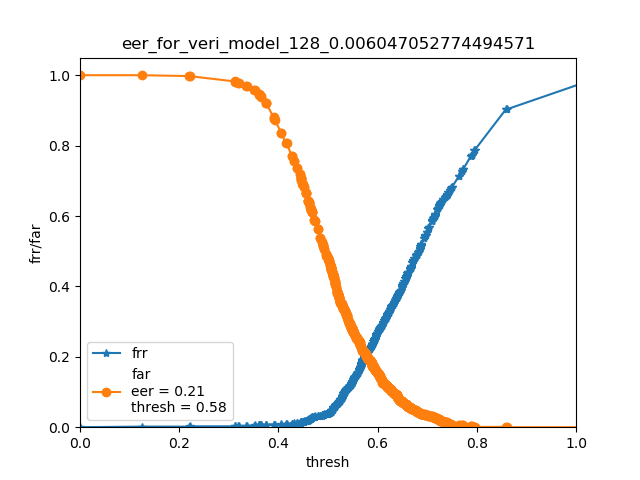 eer_for_veri_model_128_0.006047052774494571
1.0
0.8
0.6
0.4
0.2
0.0
frr/far
frr
far
eer = 0.21
thresh = 0.58
0.0 0.2 0.4 0.6 0.8 1.0
thresh